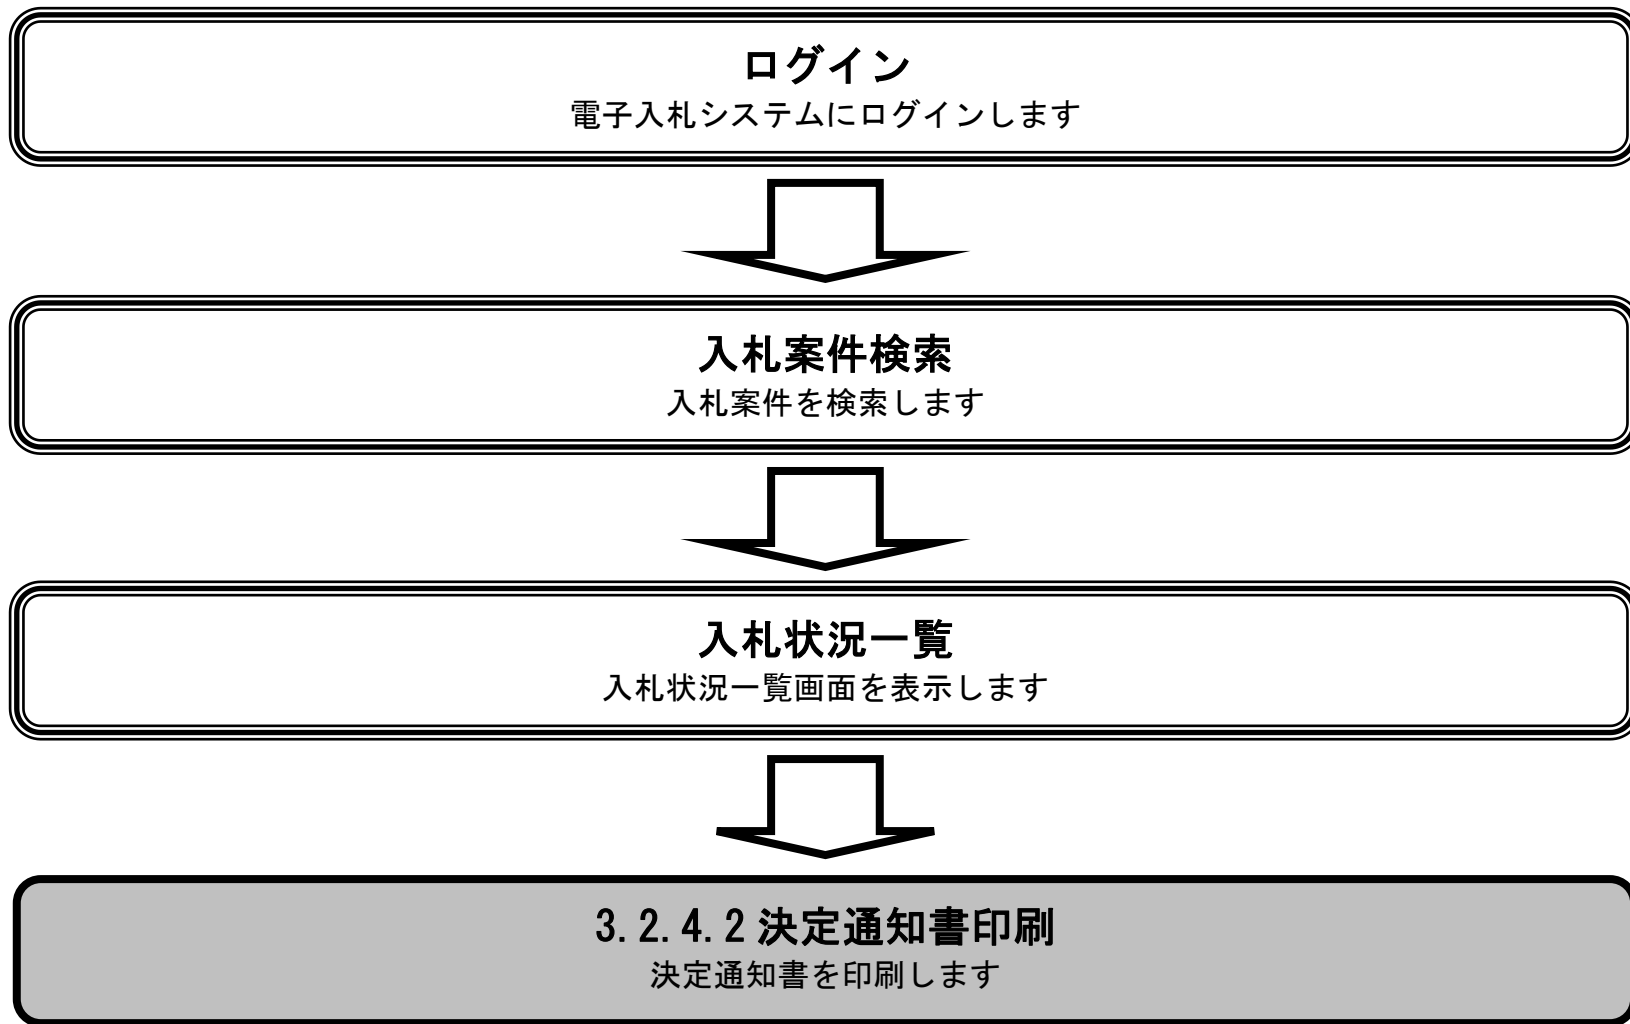 ログイン
電子入札システムにログインします
入札案件検索
入札案件を検索します
入札状況一覧
入札状況一覧画面を表示します
3.2.4.2 決定通知書印刷
決定通知書を印刷します